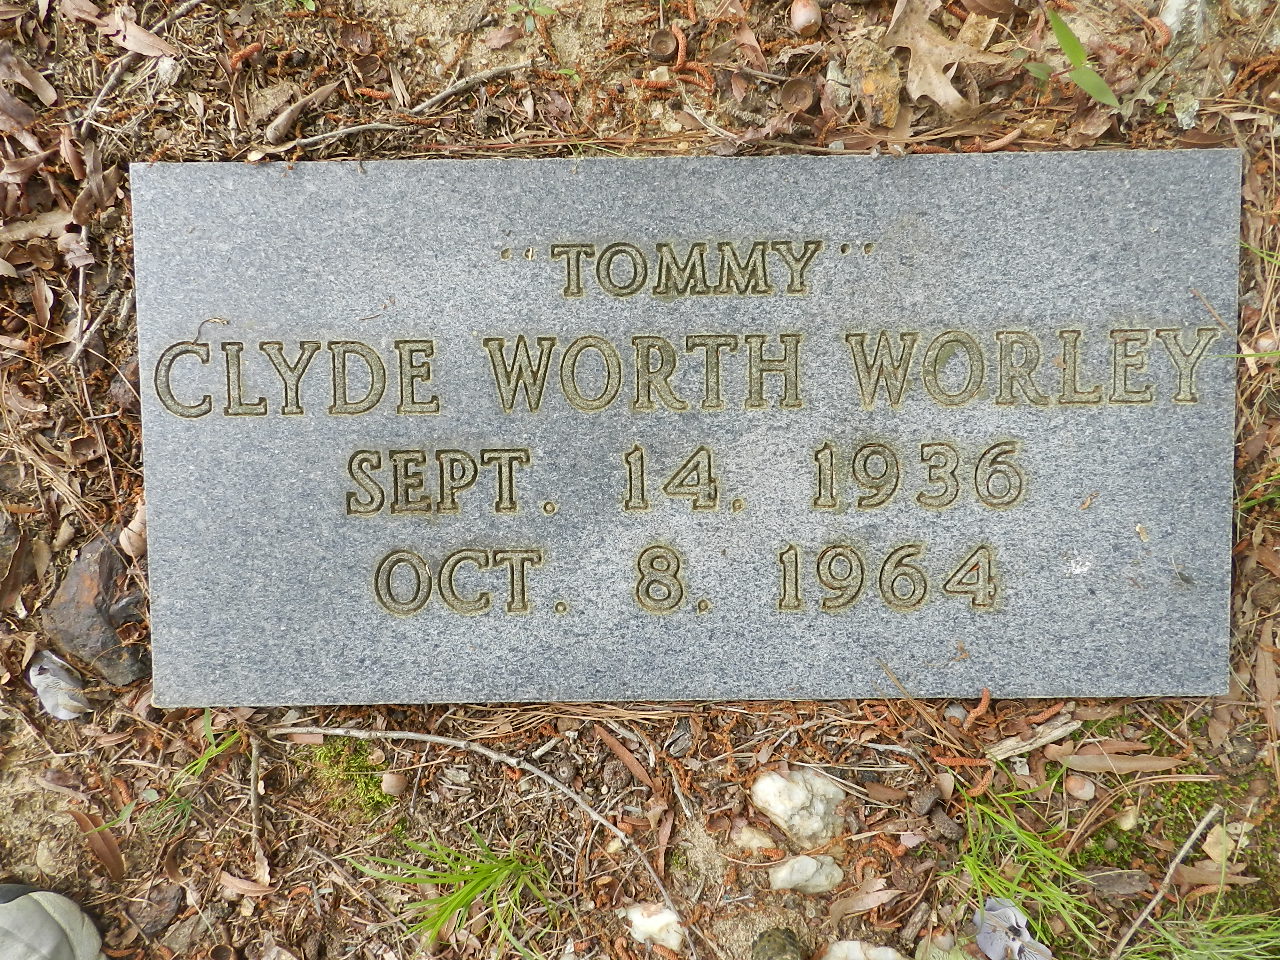 "TOMMY"
CLYDE WORTH WORLEY
SEPT. 14. 1936
OCT. 8. 1964